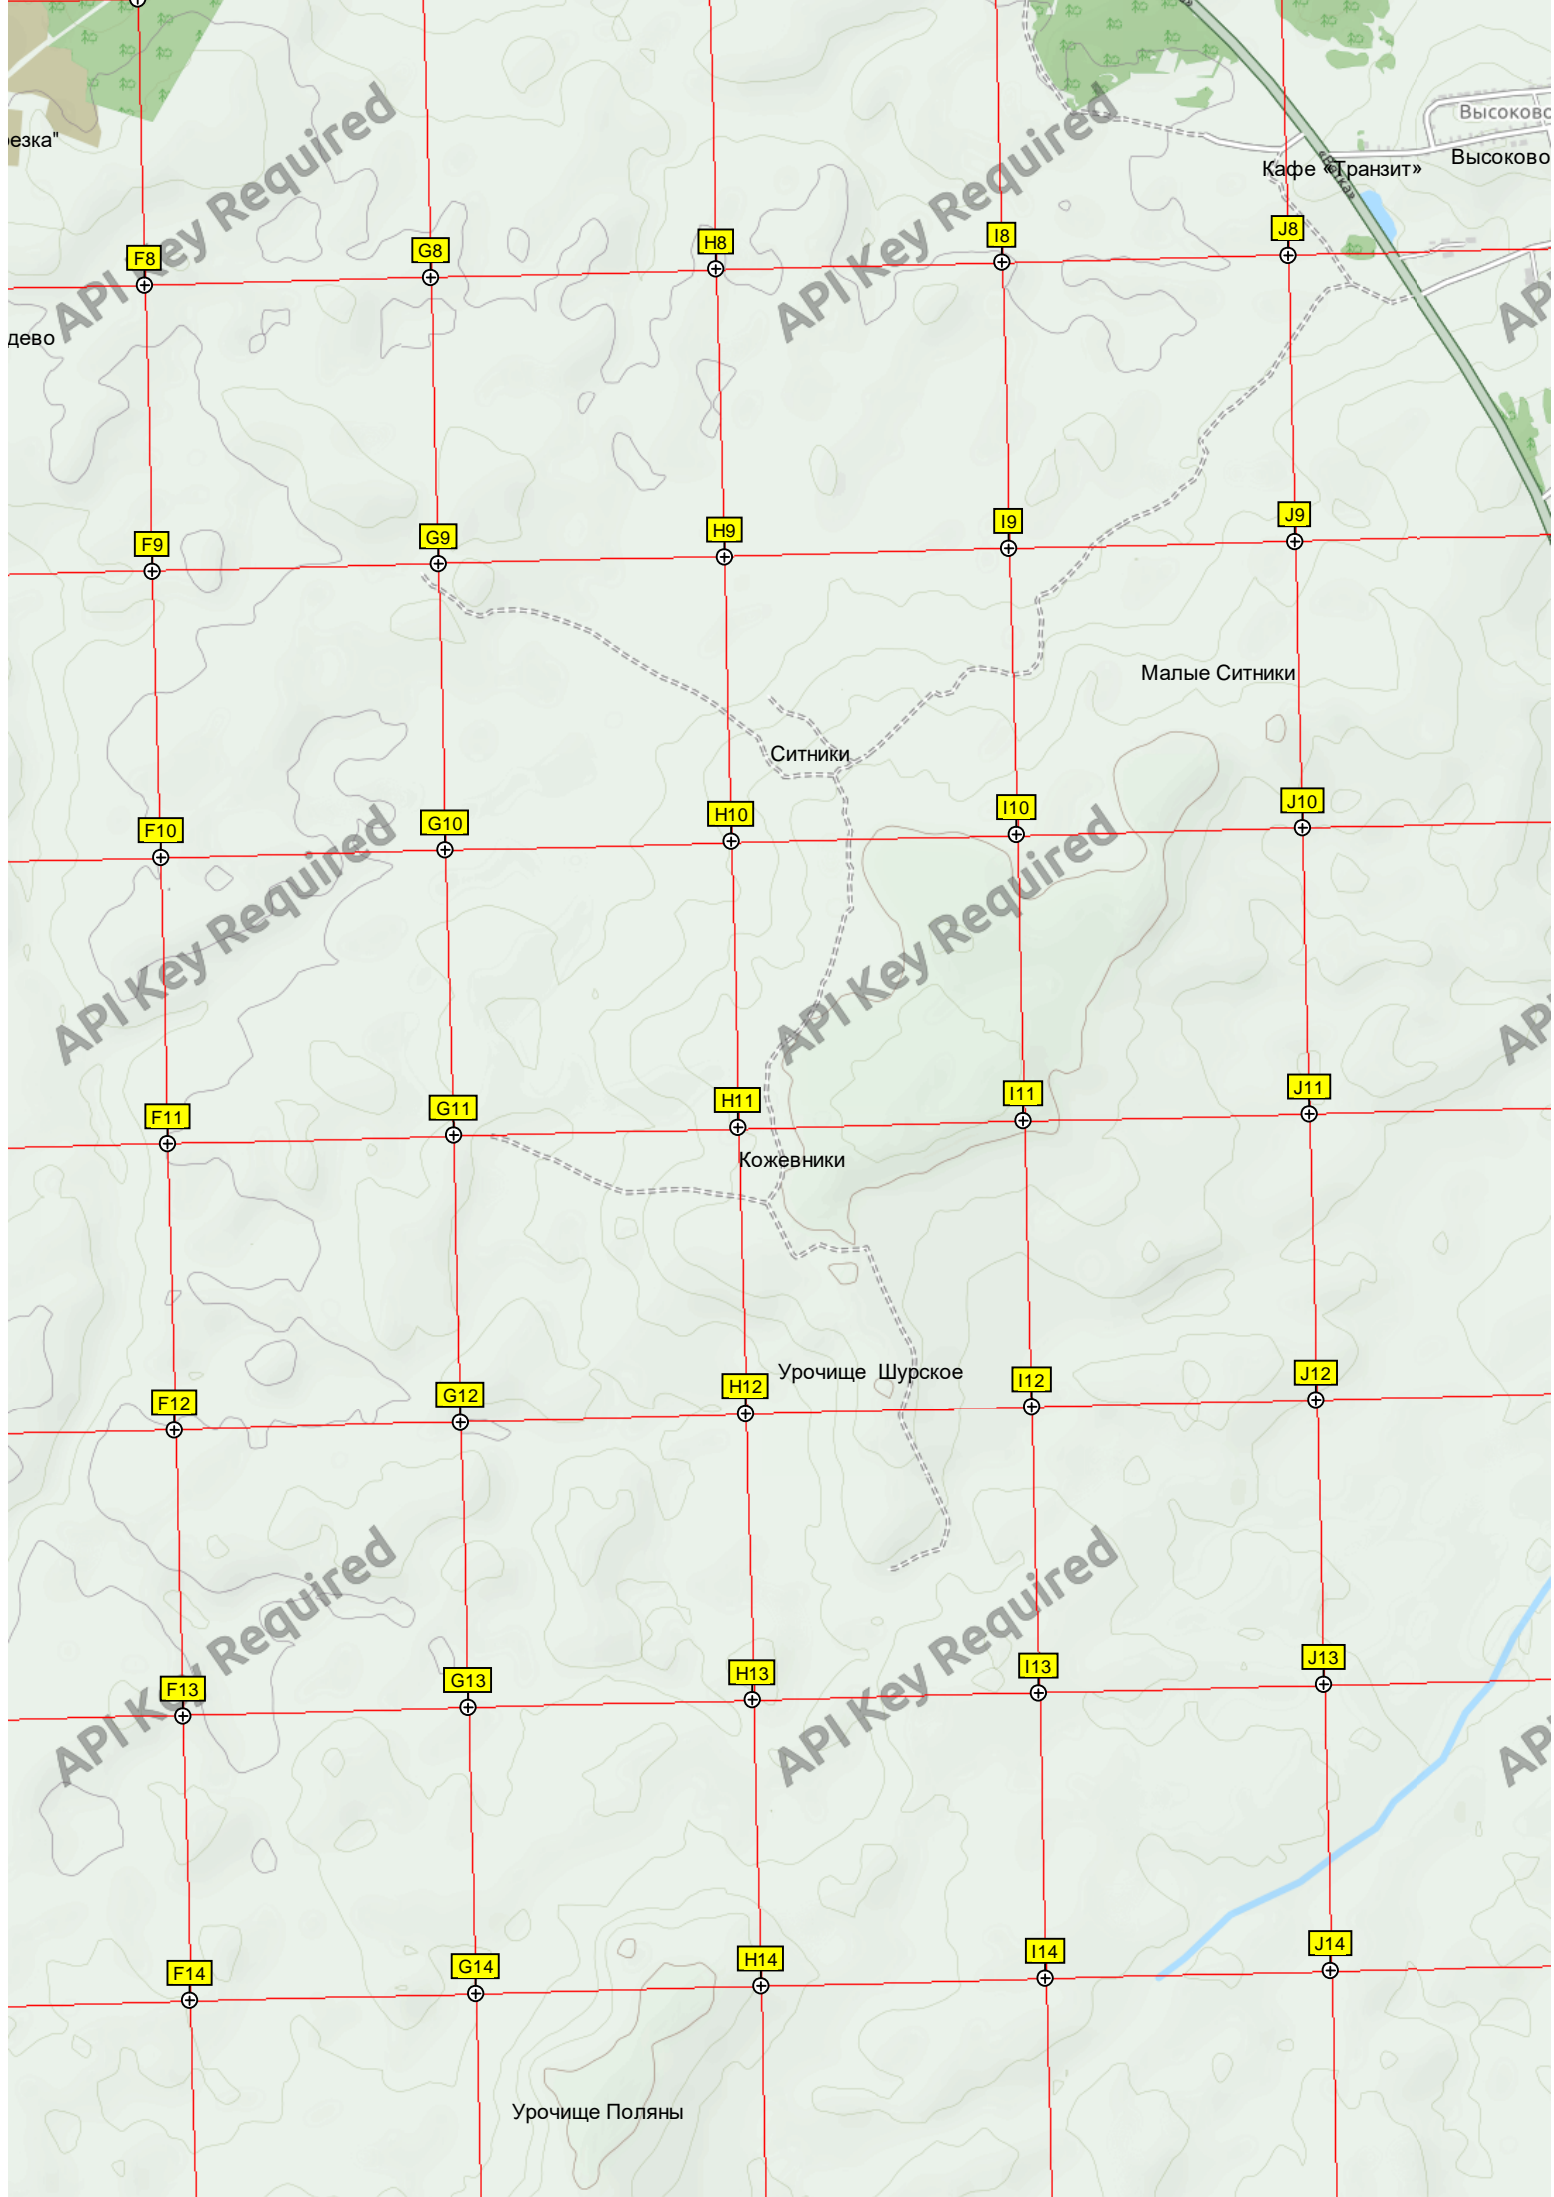 Высоково
резка"
Высоково
Кафе «Транзит»
«Вятка»
API Key Required
API Key Required
F8
G8
H8
I8
J8
дево
F9
G9
H9
I9
J9
Малые Ситники
Ситники
F10
G10
H10
I10
J10
API Key Required
API Key Required
F11
G11
H11
I11
J11
Кожевники
Урочище Шурское
F12
G12
H12
I12
J12
API Key Required
API Key Required
F13
G13
H13
I13
J13
F14
G14
H14
I14
J14
Урочище Поляны